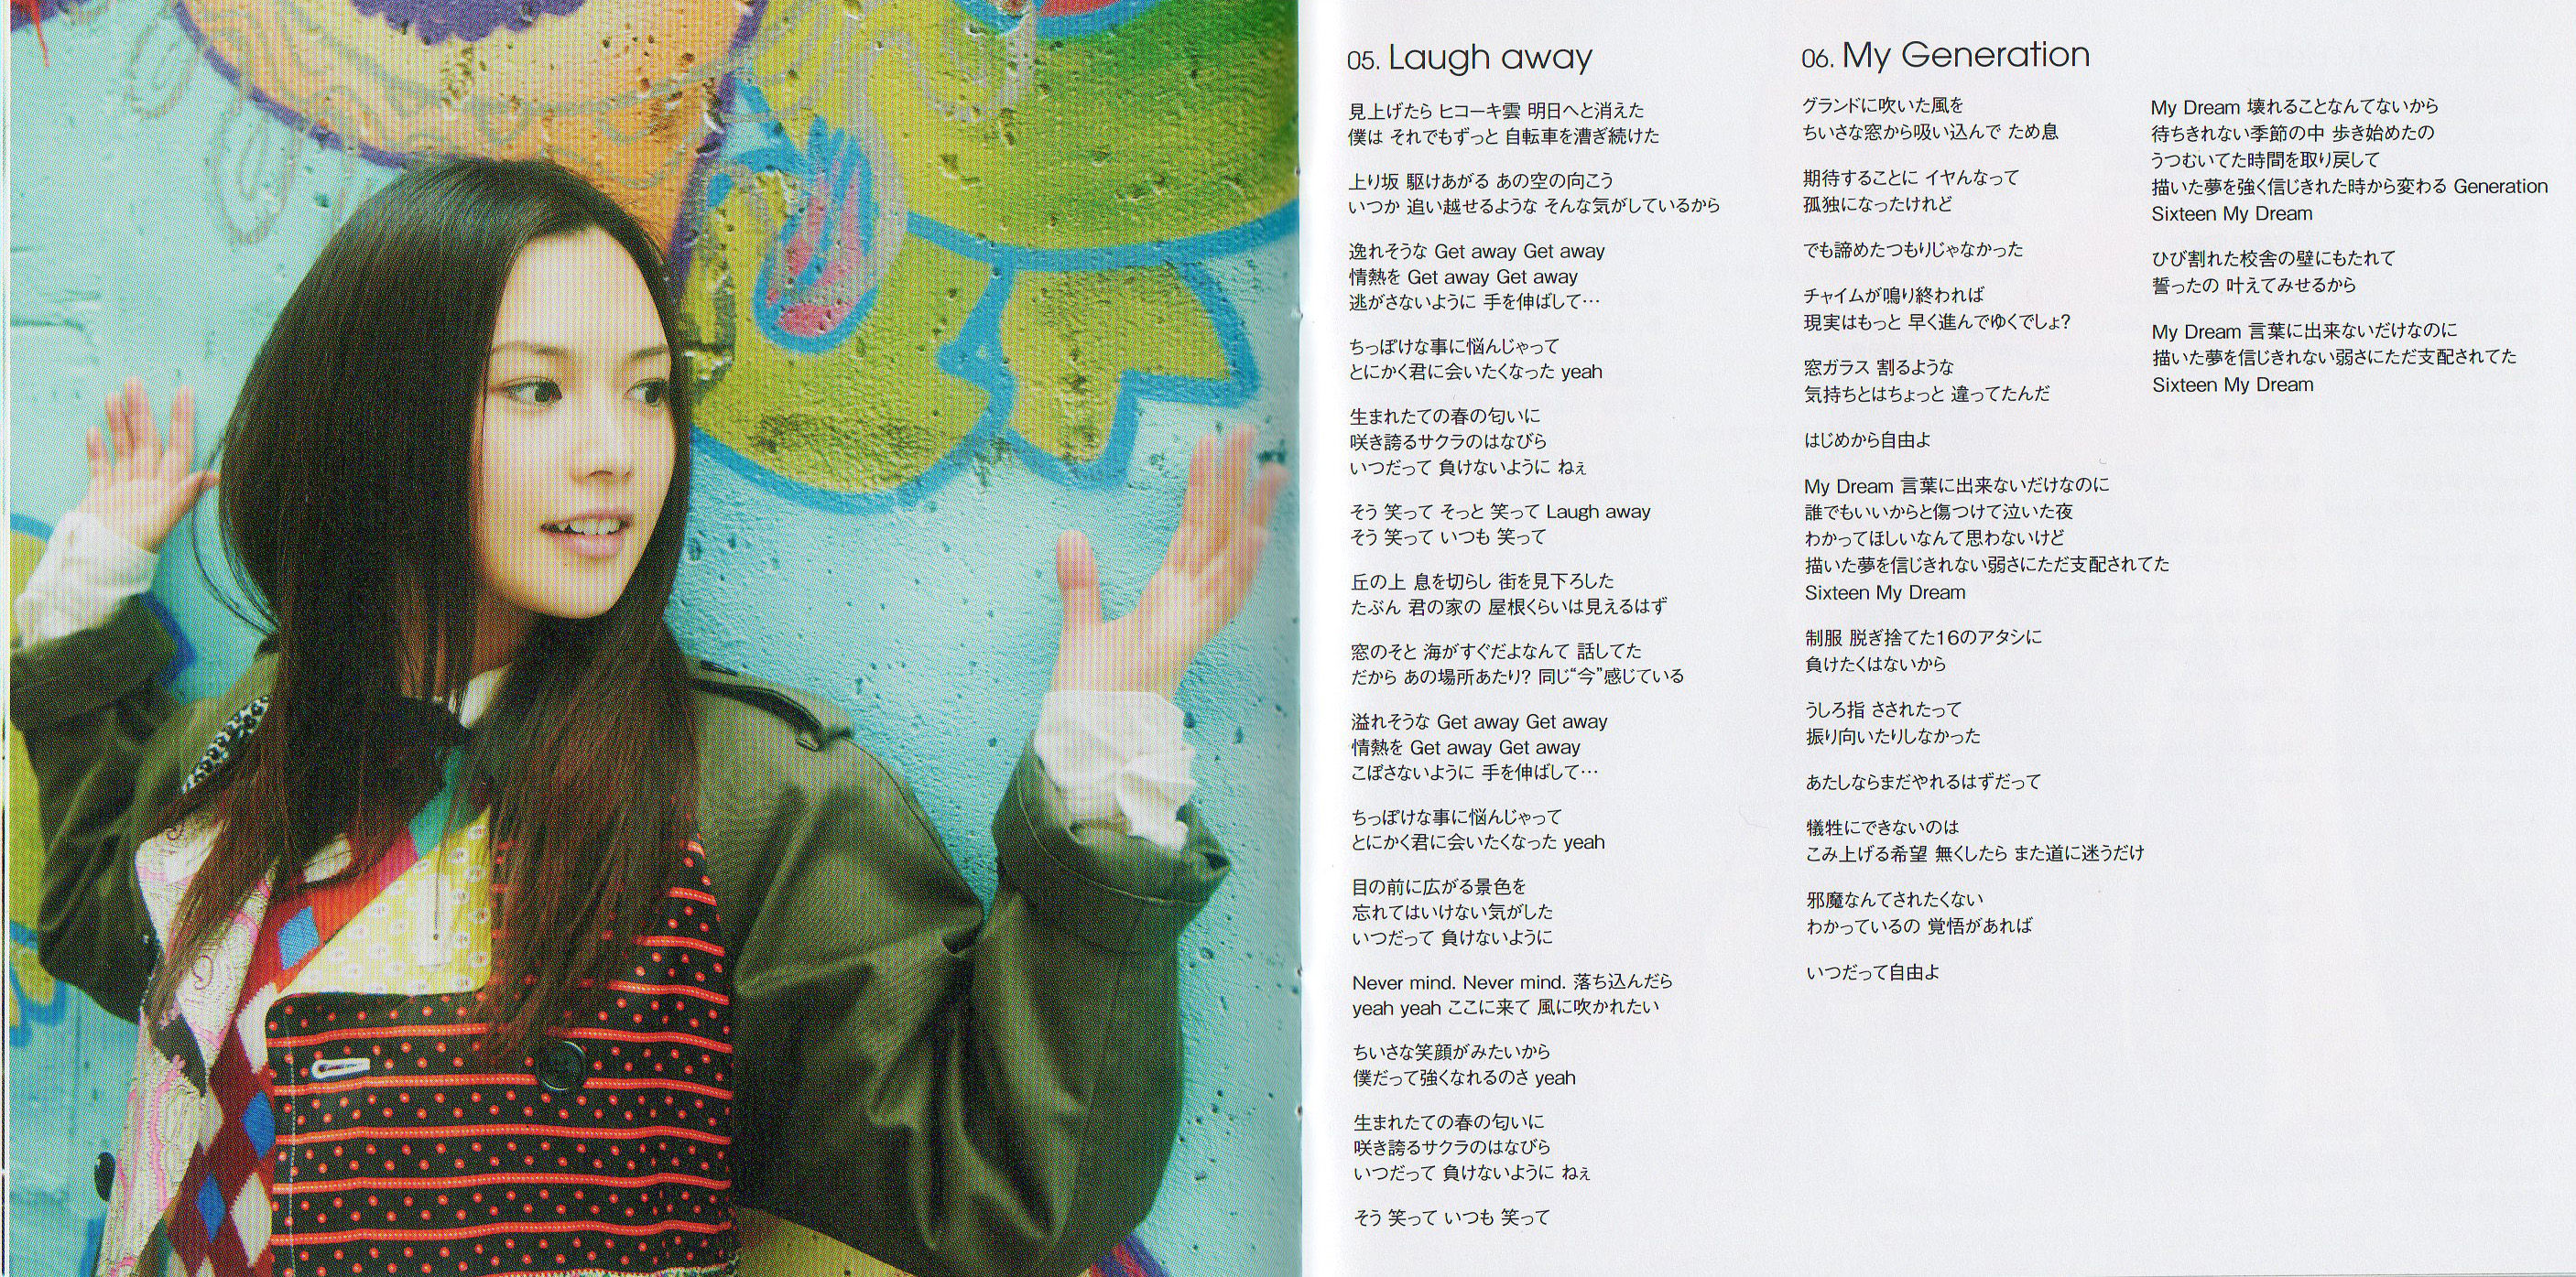 05. Laugh away
見上げたら ヒコーキ雲 明日へと消えた
僕は それでもずっと 自転車を漕ぎ続けた
上り坂 駆けあがる あの空の向こう
いつか 追い越せるような そんな気がしているから
逸れそうな Get away Get away
情熱を Get away Get away
逃がさないように 手を伸ばして…
ちっぽけな事に悩んじゃって
とにかく君に会いたくなった yeah
生まれたての春の匂いに
咲き誇るサクラのはなびら
いつだって 負けないように ねぇ
そう 笑って そっと 笑って Laugh away
そう 笑って いつも 笑って
丘の上 息を切らし 街を見下ろした
たぶん 君の家の 屋根くらいは見えるはず
窓のそと 海がすぐだよなんて 話してた
だから あの場所あたり? 同じ“今”感じている
溢れそうな Get away Get away
情熱を Get away Get away
こぼさないように 手を伸ばして…
ちっぽけな事に悩んじゃって
とにかく君に会いたくなった yeah
目の前に広がる景色を
忘れてはいけない気がした
いつだって 負けないように
Never mind. Never mind. 落ち込んだら
yeah yeah ここに来て 風に吹かれたい
ちいさな笑顔がみたいから
僕だって強くなれるのさ yeah
生まれたての春の匂いに
咲き誇るサクラのはなびら
いつだって 負けないように ねぇ
そう 笑って いつも 笑って
06. My Generation
グランドに吹いた風を
ちいさな窓から吸い込んで ため息
期待することに イヤんなって
孤独になったけれど
でも諦めたつもりじゃなかった
チャイムが鳴り終われば
現実はもっと 早く進んでゆくでしょ?
窓ガラス 割るような
気持ちとはちょっと 違ってたんだ
はじめから自由よ
My Dream 言葉に出来ないだけなのに
誰でもいいからと傷つけて泣いた夜
わかってほしいなんて思わないけど
描いた夢を信じきれない弱さにただ支配されてた
Sixteen My Dream
制服 脱ぎ捨てた16のアタシに
負けたくはないから
うしろ指 さされたって
振り向いたりしなかった
あたしならまだやれるはずだって
犠牲にできないのは
こみ上げる希望 無くしたら また道に迷うだけ
邪魔なんてされたくない
わかっているの 覚悟があれば
いつだって自由よ
My Dream 壊れることなんてないから
待ちきれない季節の中 歩き始めたの
うつむいてた時間を取り戻して
描いた夢を強く信じきれた時から変わる Generation
Sixteen My Dream
ひび割れた校舎の壁にもたれて
誓ったの 叶えてみせるから
My Dream 言葉に出来ないだけなのに
描いた夢を信じきれない弱さにただ支配されてた
Sixteen My Dream